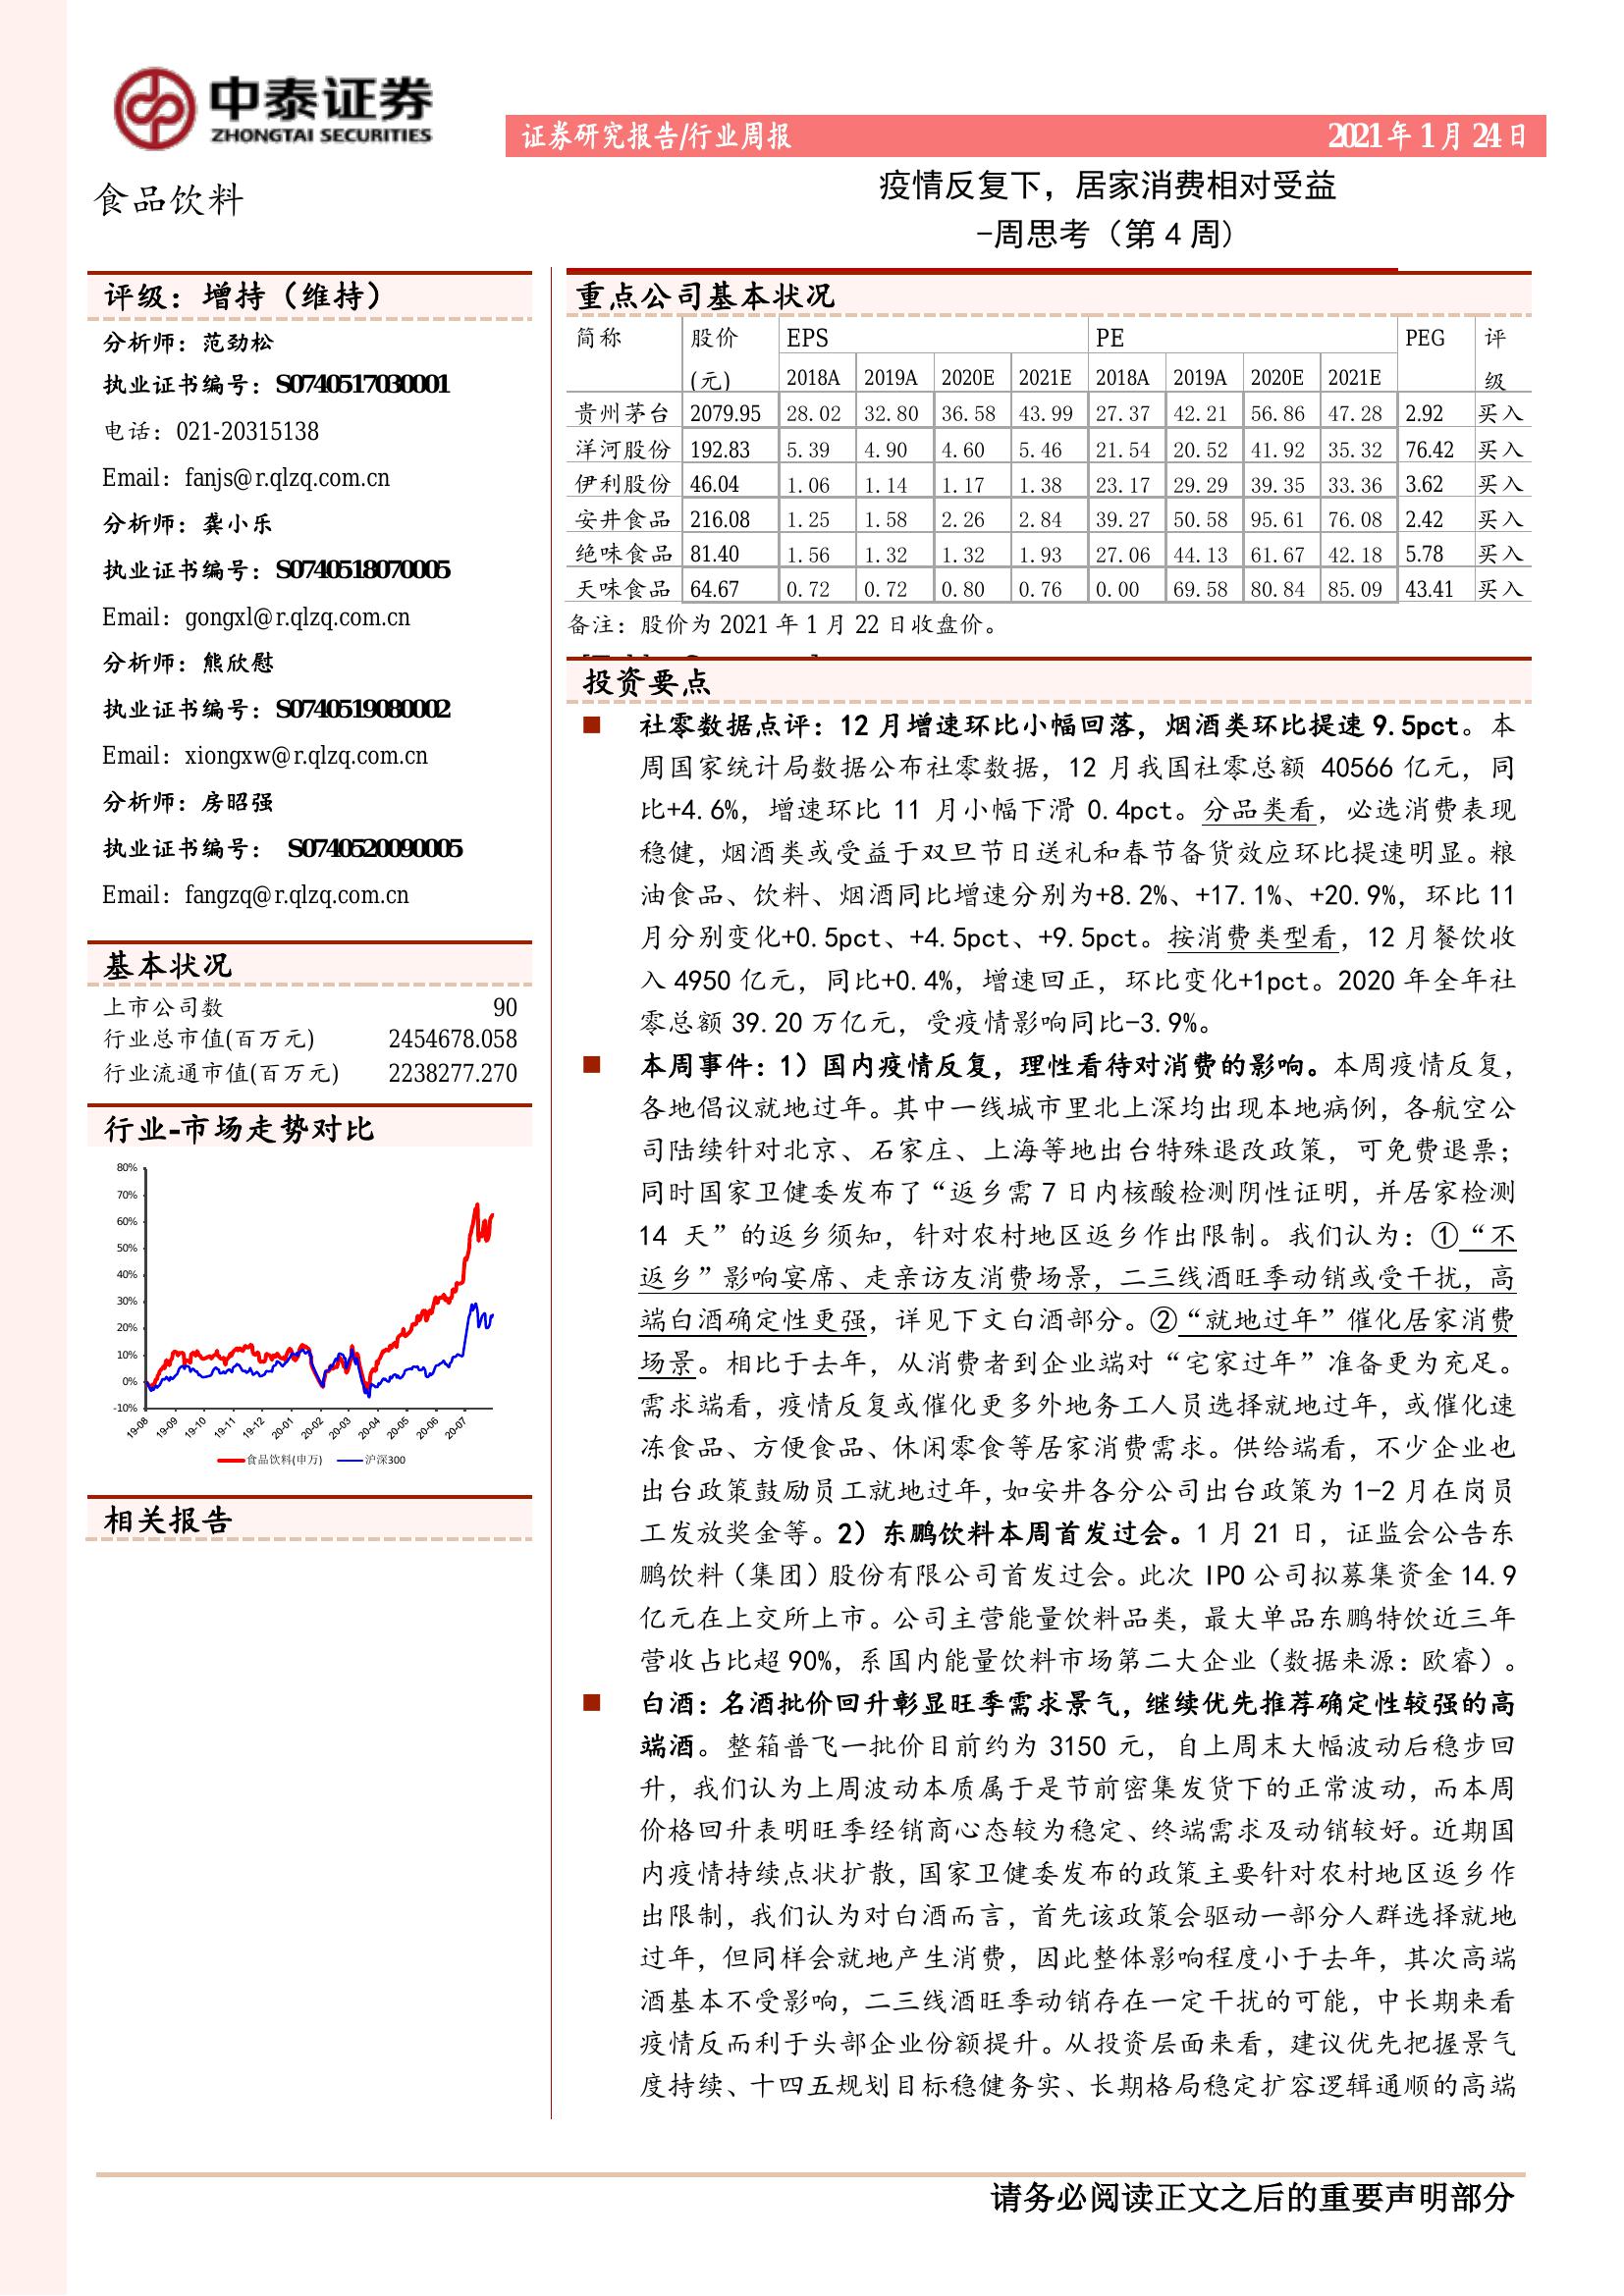 中泰证券
ZHONGTAI SECURITIES
证券研究报告/行业周报 2021年1月24日
食品饮料
疫情反复下，居家消费相对受益
-周思考（第4周）
评级：增持（维持）
分析师：范劲松
执业证书编号：S0740517030001
电话：021-20315138
Email：fanjs@r.qlzq.com.cn
分析师：龚小乐
执业证书编号：S0740518070005
Email：gongxl@r.qlzq.com.cn
分析师：熊欣慰
执业证书编号：S0740519080002
Email：xiongxw@r.qlzq.com.cn
分析师：房昭强
执业证书编号： S0740520090005
Email：fangzq@r.qlzq.com.cn
基本状况
上市公司数 90
行业总市值(百万元) 2454678.058
行业流通市值(百万元) 2238277.270
行业-市场走势对比
80%
70%
60%
50%
40%
30%
20%
10%
0%
-10%
19-08 19-09 19-10 19-11 19-12 20-01 20-02 20-03 20-04 20-05 20-06 20-07
食品饮料(申万) 沪深300
相关报告
重点公司基本状况
简称 股价 EPS PE PEG 评
(元) 2018A 2019A 2020E 2021E 2018A 2019A 2020E 2021E 级
贵州茅台 2079.95 28.02 32.80 36.58 43.99 27.37 42.21 56.86 47.28 2.92 买入
洋河股份 192.83 5.39 4.90 4.60 5.46 21.54 20.52 41.92 35.32 76.42 买入
伊利股份 46.04 1.06 1.14 1.17 1.38 23.17 29.29 39.35 33.36 3.62 买入
安井食品 216.08 1.25 1.58 2.26 2.84 39.27 50.58 95.61 76.08 2.42 买入
绝味食品 81.40 1.56 1.32 1.32 1.93 27.06 44.13 61.67 42.18 5.78 买入
天味食品 64.67 0.72 0.72 0.80 0.76 0.00 69.58 80.84 85.09 43.41 买入
备注：股价为2021年1月22日收盘价。
投资要点
■ 社零数据点评：12月增速环比小幅回落，烟酒类环比提速9.5pct。本
周国家统计局数据公布社零数据，12月我国社零总额 40566 亿元，同
比+4.6%，增速环比 11 月小幅下滑 0.4pct。分品类看，必选消费表现
稳健，烟酒类或受益于双旦节日送礼和春节备货效应环比提速明显。粮
油食品、饮料、烟酒同比增速分别为+8.2%、+17.1%、+20.9%，环比11
月分别变化+0.5pct、+4.5pct、+9.5pct。按消费类型看，12月餐饮收
入4950亿元，同比+0.4%，增速回正，环比变化+1pct。2020年全年社
零总额39.20万亿元，受疫情影响同比-3.9%。
■ 本周事件：1）国内疫情反复，理性看待对消费的影响。本周疫情反复，
各地倡议就地过年。其中一线城市里北上深均出现本地病例，各航空公
司陆续针对北京、石家庄、上海等地出台特殊退改政策，可免费退票；
同时国家卫健委发布了“返乡需7日内核酸检测阴性证明，并居家检测
14 天”的返乡须知，针对农村地区返乡作出限制。我们认为：①“不
返乡”影响宴席、走亲访友消费场景，二三线酒旺季动销或受干扰，高
端白酒确定性更强，详见下文白酒部分。②“就地过年”催化居家消费
场景。相比于去年，从消费者到企业端对“宅家过年”准备更为充足。
需求端看，疫情反复或催化更多外地务工人员选择就地过年，或催化速
冻食品、方便食品、休闲零食等居家消费需求。供给端看，不少企业也
出台政策鼓励员工就地过年，如安井各分公司出台政策为1-2月在岗员
工发放奖金等。2）东鹏饮料本周首发过会。1月21日，证监会公告东
鹏饮料（集团）股份有限公司首发过会。此次IPO公司拟募集资金14.9
亿元在上交所上市。公司主营能量饮料品类，最大单品东鹏特饮近三年
营收占比超90%，系国内能量饮料市场第二大企业（数据来源：欧睿）。
■ 白酒：名酒批价回升彰显旺季需求景气，继续优先推荐确定性较强的高
端酒。整箱普飞一批价目前约为 3150 元，自上周末大幅波动后稳步回
升，我们认为上周波动本质属于是节前密集发货下的正常波动，而本周
价格回升表明旺季经销商心态较为稳定、终端需求及动销较好。近期国
内疫情持续点状扩散，国家卫健委发布的政策主要针对农村地区返乡作
出限制，我们认为对白酒而言，首先该政策会驱动一部分人群选择就地
过年，但同样会就地产生消费，因此整体影响程度小于去年，其次高端
酒基本不受影响，二三线酒旺季动销存在一定干扰的可能，中长期来看
疫情反而利于头部企业份额提升。从投资层面来看，建议优先把握景气
度持续、十四五规划目标稳健务实、长期格局稳定扩容逻辑通顺的高端
请务必阅读正文之后的重要声明部分